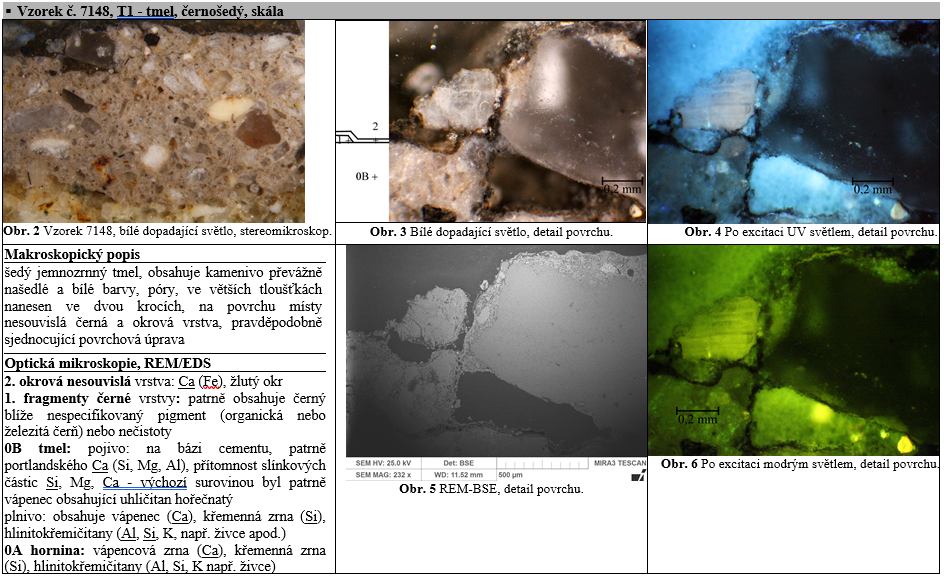 ▪ Vzorek č. 7148, T1 - tmel, černošedý, skála
2
1
0B +
0,2 mm
0,2 mm
Obr. 2 Vzorek 7148, bílé dopadající světlo, stereomikroskop.
Obr. 3 Bílé dopadající světlo, detail povrchu.
Obr. 4 Po excitaci UV světlem, detail povrchu.
Makroskopický popis
šedý jemnozrnný tmel, obsahuje kamenivo převážně
našedlé a bílé barvy, póry, ve větších tloušťkách
nanesen ve dvou krocích, na povrchu místy
nesouvislá černá a okrová vrstva, pravděpodobně
sjednocující povrchová úprava
Optická mikroskopie, REM/EDS
2. okrová nesouvislá vrstva: Ca (Fe), žlutý okr
1. fragmenty černé vrstvy: patrně obsahuje černý
blíže nespecifikovaný pigment (organická nebo
železitá čerň) nebo nečistoty
0B tmel: pojivo: na bázi cementu, patrně
portlandského Ca (Si, Mg, Al), přítomnost slínkových
částic Si, Mg, Ca - výchozí surovinou byl patrně
vápenec obsahující uhličitan hořečnatý
plnivo: obsahuje vápenec (Ca), křemenná zrna (Si),
hlinitokřemičitany (Al, Si, K, např. živce apod.)
0A hornina: vápencová zrna (Ca), křemenná zrna
(Si), hlinitokřemičitany (Al, Si, K např. živce)
SEM HV: 25.0 kV Det: BSE MIRA3 TESCAN
SEM MAG: 232 x WD: 11.52 mm 500 µm
Obr. 5 REM-BSE, detail povrchu.
0,2 mm
Obr. 6 Po excitaci modrým světlem, detail povrchu.